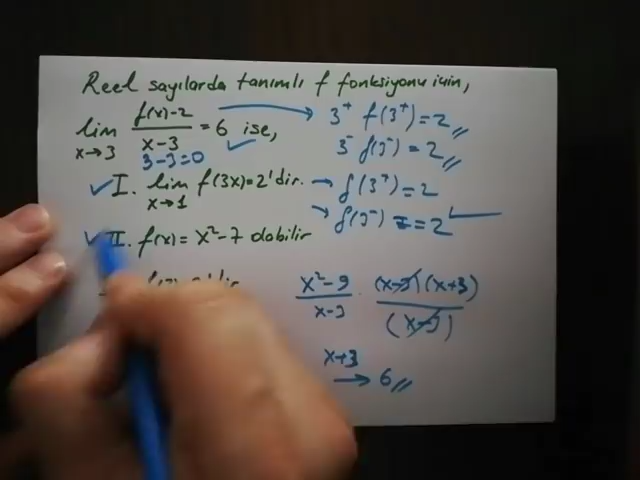 Reel sayılarda tanımlı f fonksiyonu için,
lim x→3 f(x)-2 / x-3 = 6 ise,
3-3=0
3⁺ f(3⁺)=2
3⁻ f(3⁻)=2
I. lim x→1 f(3x)=2'dir. → f(3⁺)=2
→ f(3⁻)=2
II. f(x)=x²-7 olabilir
x²-9 / x-3 · (x-3)(x+3) / (x-3)
x+3
→ 6